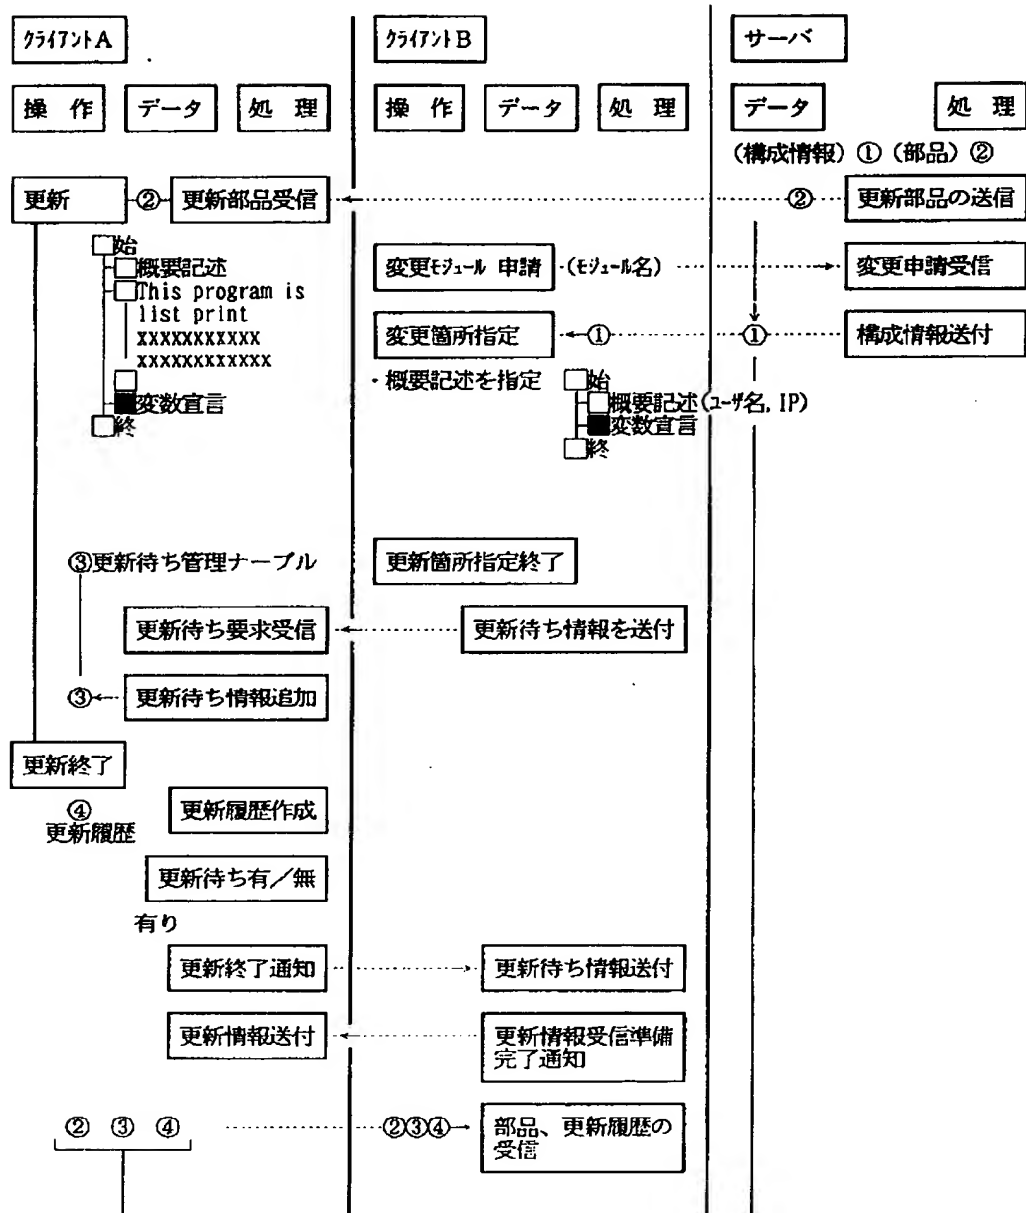 クライアントA クライアントB サーバ
操 作 データ 処 理 操 作 データ 処 理 データ 処 理
(構成情報) ① (部品) ②
更新 ② 更新部品受信 ② 更新部品の送信
始
概要記述
This program is
list print
xxxxxxxxxxx
xxxxxxxxxxxx
変数宣言
終
変更モジュール 申請 (モジュール名) 変更申請受信
変更箇所指定 ① ① 構成情報送付
・概要記述を指定
始
概要記述(ユーザ名, IP)
変数宣言
終
③更新待ち管理テーブル 更新箇所指定終了
更新待ち要求受信 更新待ち情報を送付
③ 更新待ち情報追加
更新終了
④ 更新履歴作成
更新履歴
更新待ち有/無
有り
更新終了通知 更新待ち情報送付
更新情報送付 更新情報受信準備
完了通知
② ③ ④ ②③④ 部品、更新履歴の
受信